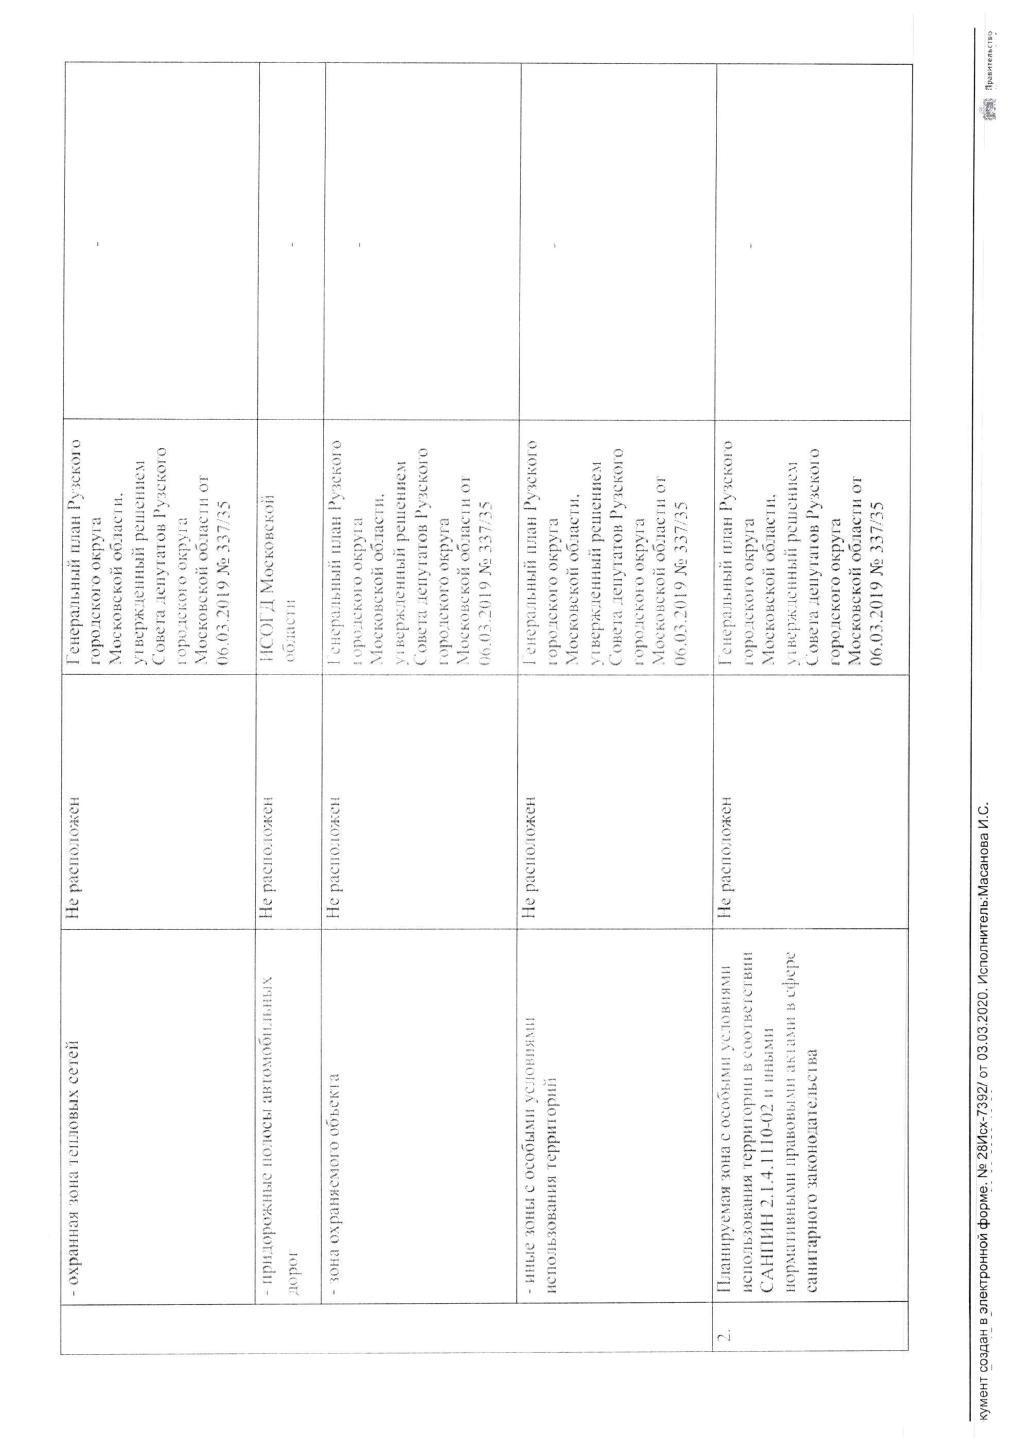 - охранная зона тепловых сетей
Не расположен
Генеральный план Рузского
городского округа
Московской области,
утвержденный решением
Совета депутатов Рузского
городского округа
Московской области от
06.03.2019 № 337/35
-
- придорожные полосы автомобильных
дорог
Не расположен
ИСОГД Московской
области
-
- зона охраняемого объекта
Не расположен
Генеральный план Рузского
городского округа
Московской области,
утвержденный решением
Совета депутатов Рузского
городского округа
Московской области от
06.03.2019 № 337/35
-
- иные зоны с особыми условиями
использования территорий
Не расположен
Генеральный план Рузского
городского округа
Московской области,
утвержденный решением
Совета депутатов Рузского
городского округа
Московской области от
06.03.2019 № 337/35
-
2.
Планируемая зона с особыми условиями
использования территории в соответствии
САНПИН 2.1.4.1110-02 и иными
нормативными правовыми актами в сфере
санитарного законодательства
Не расположен
Генеральный план Рузского
городского округа
Московской области,
утвержденный решением
Совета депутатов Рузского
городского округа
Московской области от
06.03.2019 № 337/35
-
кумент создан в электронной форме. № 28Исх-7392/ от 03.03.2020. Исполнитель:Масанова И.С.
Правительство